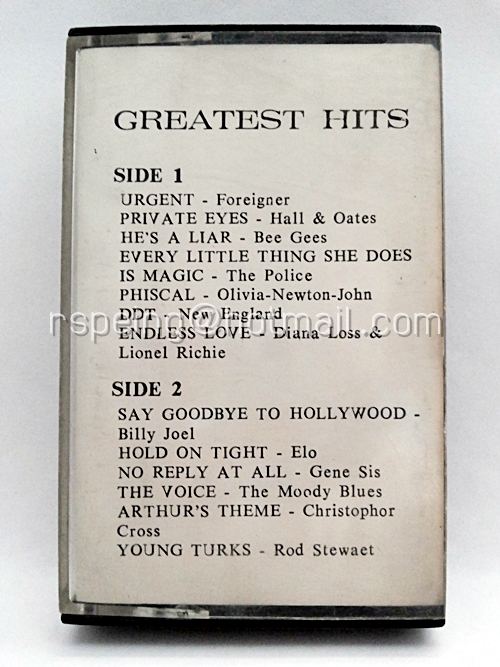 GREATEST HITS
SIDE 1
URGENT - Foreigner
PRIVATE EYES - Hall & Oates
HE'S A LIAR - Bee Gees
EVERY LITTLE THING SHE DOES
IS MAGIC - The Police
PHISCAL - Olivia-Newton-John
DDT - New England
rspeing@hotmail.com
ENDLESS LOVE - Diana Loss &
Lionel Richie
SIDE 2
SAY GOODBYE TO HOLLYWOOD -
Billy Joel
HOLD ON TIGHT - Elo
NO REPLY AT ALL - Gene Sis
THE VOICE - The Moody Blues
ARTHUR'S THEME - Christophor
Cross
YOUNG TURKS - Rod Stewaet